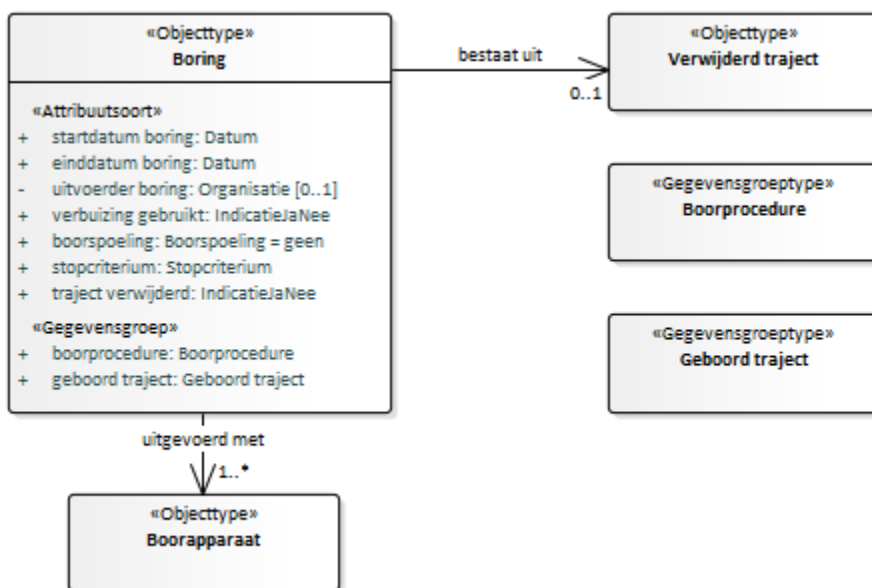 «Objecttype»
Boring
«Attribuutsoort»
+ startdatum boring: Datum
+ einddatum boring: Datum
- uitvoerder boring: Organisatie [0..1]
+ verbuizing gebruikt: IndicatieJaNee
+ boorspoeling: Boorspoeling = geen
+ stopcriterium: Stopcriterium
+ traject verwijderd: IndicatieJaNee
«Gegevensgroep»
+ boorprocedure: Boorprocedure
+ geboord traject: Geboord traject
bestaat uit
0..1
«Objecttype»
Verwijderd traject
«Gegevensgroeptype»
Boorprocedure
«Gegevensgroeptype»
Geboord traject
uitgevoerd met
1..*
«Objecttype»
Boorapparaat